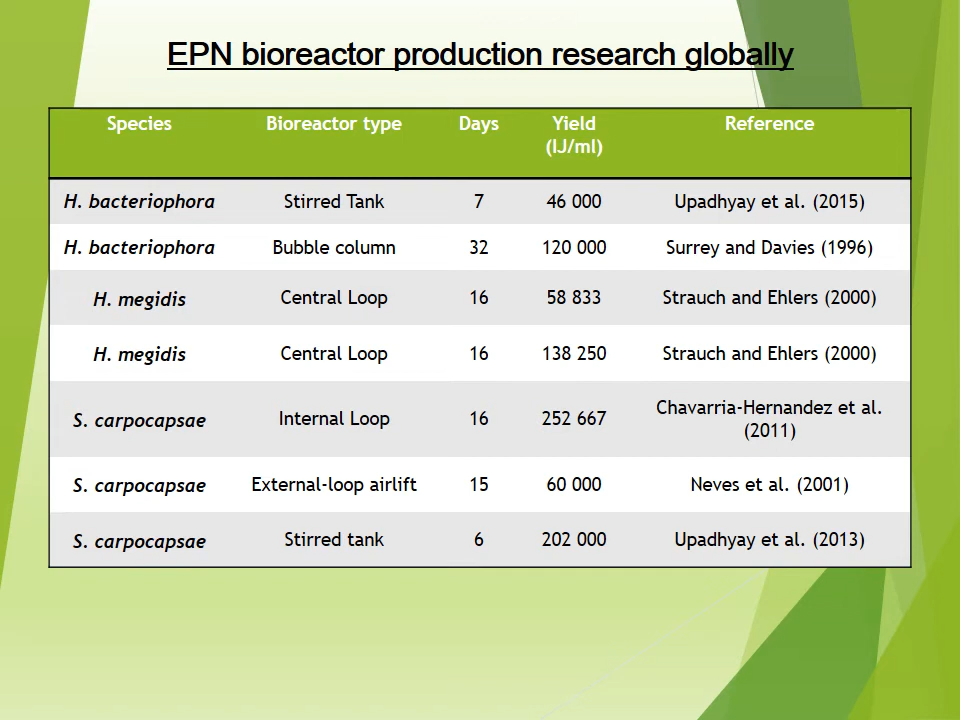 EPN bioreactor production research globally
Species Bioreactor type Days Yield (IJ/ml) Reference
H. bacteriophora Stirred Tank 7 46 000 Upadhyay et al. (2015)
H. bacteriophora Bubble column 32 120 000 Surrey and Davies (1996)
H. megidis Central Loop 16 58 833 Strauch and Ehlers (2000)
H. megidis Central Loop 16 138 250 Strauch and Ehlers (2000)
S. carpocapsae Internal Loop 16 252 667 Chavarria-Hernandez et al. (2011)
S. carpocapsae External-loop airlift 15 60 000 Neves et al. (2001)
S. carpocapsae Stirred tank 6 202 000 Upadhyay et al. (2013)